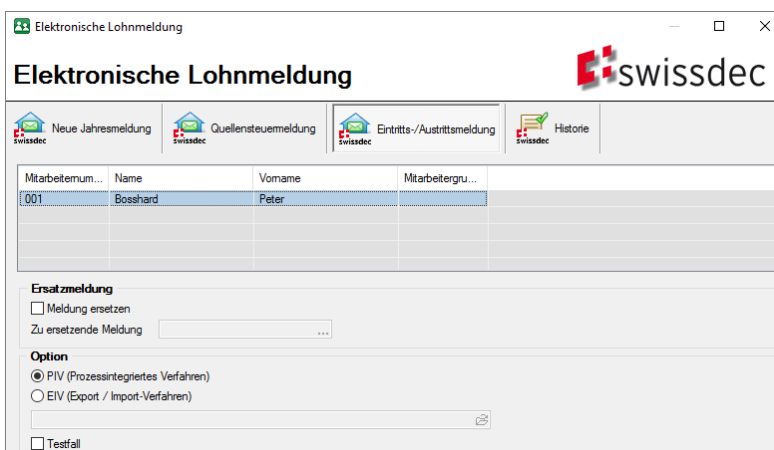 Elektronische Lohnmeldung
Elektronische Lohnmeldung
swissdec
swissdec Neue Jahresmeldung swissdec Quellensteuermeldung swissdec Eintritts-/Austrittsmeldung swissdec Historie
Mitarbeiternum... Name Vorname Mitarbeitergru...
001 Bosshard Peter
Ersatzmeldung
Meldung ersetzen
Zu ersetzende Meldung ...
Option
PIV (Prozessintegriertes Verfahren)
EIV (Export / Import-Verfahren)
Testfall